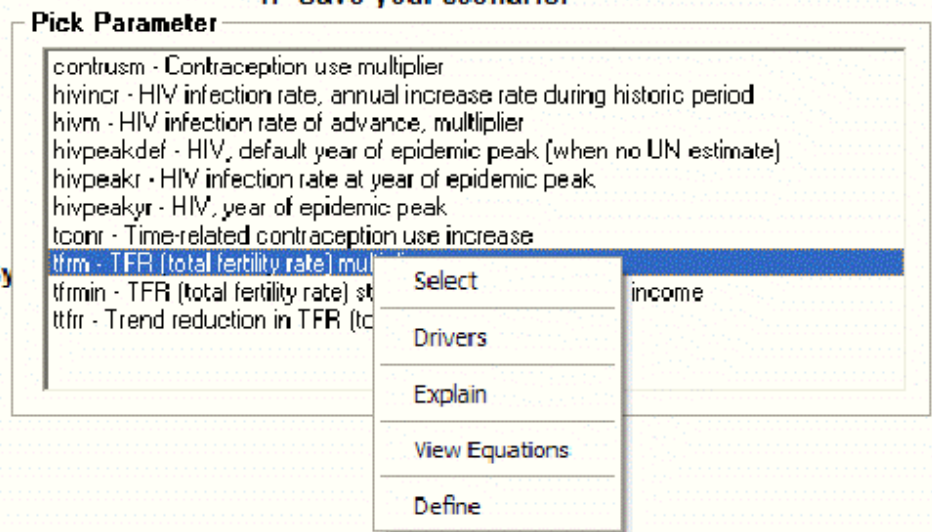 Pick Parameter
contrusm - Contraception use multiplier
hivincr - HIV infection rate, annual increase rate during historic period
hivm - HIV infection rate of advance, multliplier
hivpeakdef - HIV, default year of epidemic peak (when no UN estimate)
hivpeakr - HIV infection rate at year of epidemic peak
hivpeakyr - HIV, year of epidemic peak
tconr - Time-related contraception use increase
tfrm - TFR (total fertility rate)
tfrmin - TFR (total fertility rate) income
ttfrr - Trend reduction in TFR
Select
Drivers
Explain
View Equations
Define